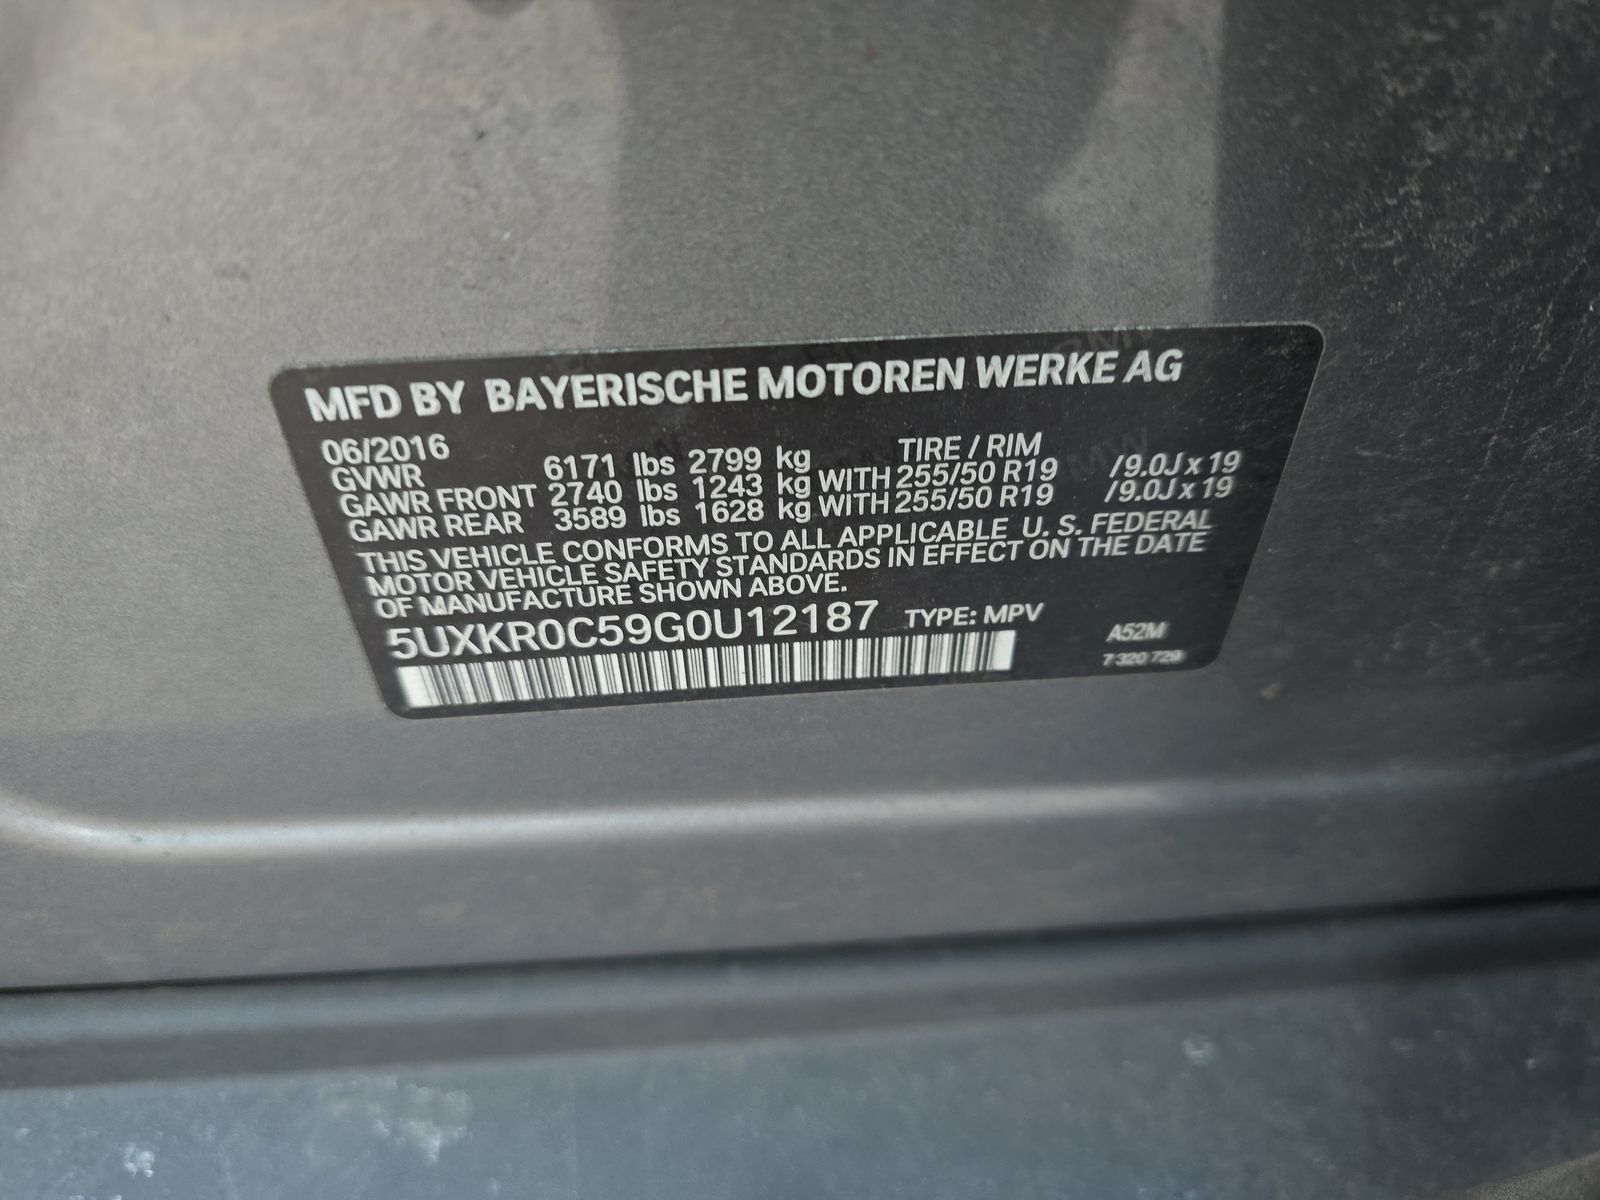 MFD BY BAYERISCHE MOTOREN WERKE AG
06/2016 TIRE / RIM
GVWR 6171 lbs 2799 kg
GAWR FRONT 2740 lbs 1243 kg WITH 255/50 R19 /9.0J x 19
GAWR REAR 3589 lbs 1628 kg WITH 255/50 R19 /9.0J x 19
THIS VEHICLE CONFORMS TO ALL APPLICABLE U. S. FEDERAL
MOTOR VEHICLE SAFETY STANDARDS IN EFFECT ON THE DATE
OF MANUFACTURE SHOWN ABOVE.
5UXKR0C59G0U12187 TYPE: MPV
A52M
7 320 729